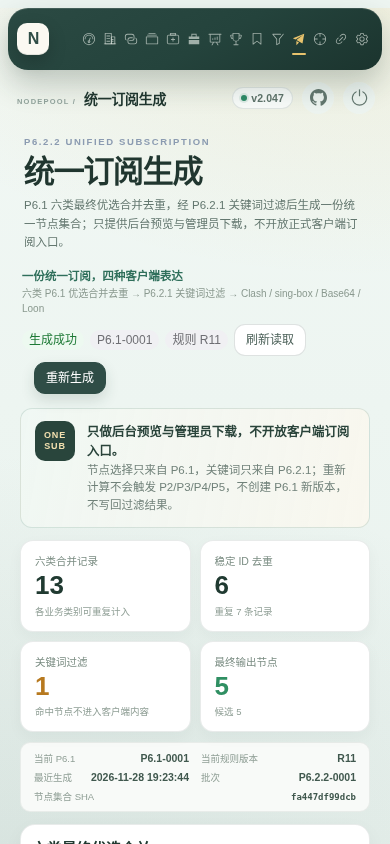 N
NODEPOOL / 统一订阅生成
v2.047
P6.2.2 UNIFIED SUBSCRIPTION
统一订阅生成
P6.1 六类最终优选合并去重，经 P6.2.1 关键词过滤后生成一份统
一节点集合；只提供后台预览与管理员下载，不开放正式客户端订
阅入口。
一份统一订阅，四种客户端表达
六类 P6.1 优选合并去重 → P6.2.1 关键词过滤 → Clash / sing-box / Base64 /
Loon
生成成功 P6.1-0001 规则 R11 刷新读取
重新生成
ONE
SUB
只做后台预览与管理员下载，不开放客户端订阅
入口。
节点选择只来自 P6.1，关键词只来自 P6.2.1；重新
计算不会触发 P2/P3/P4/P5，不创建 P6.1 新版本，
不写回过滤结果。
六类合并记录
13
各业务类别可重复计入
稳定 ID 去重
6
重复 7 条记录
关键词过滤
1
命中节点不进入客户端内容
最终输出节点
5
候选 5
当前 P6.1 P6.1-0001 当前规则版本 R11
最近生成 2026-11-28 19:23:44 批次 P6.2.2-0001
节点集合 SHA fa447df99dcb